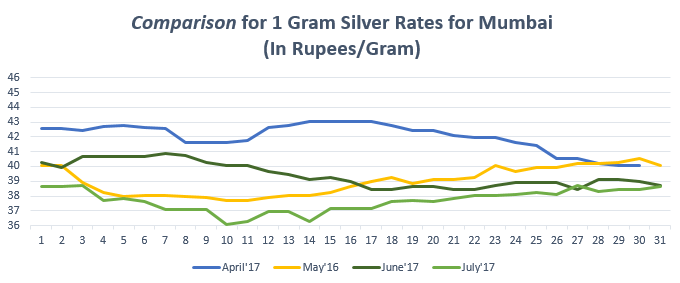 Comparison for 1 Gram Silver Rates for Mumbai
(In Rupees/Gram)
46
45
44
43
42
41
40
39
38
37
36
1 2 3 4 5 6 7 8 9 10 11 12 13 14 15 16 17 18 19 20 21 22 23 24 25 26 27 28 29 30 31
April'17 May'16 June'17 July'17